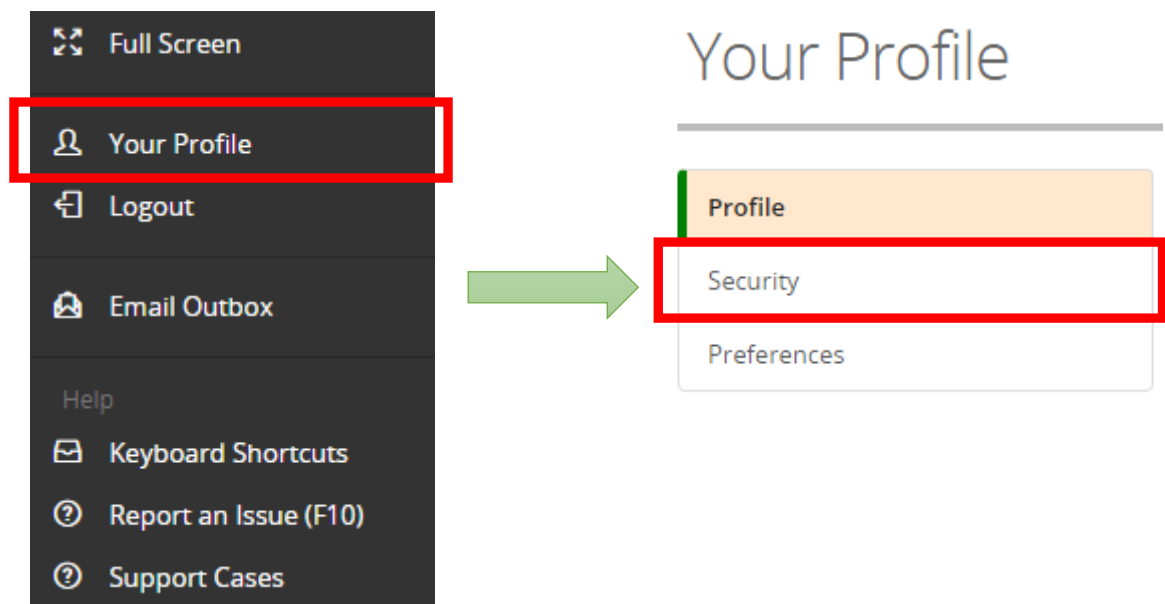 Full Screen
Your Profile
Logout
Email Outbox
Help
Keyboard Shortcuts
Report an Issue (F10)
Support Cases
Your Profile
Profile
Security
Preferences